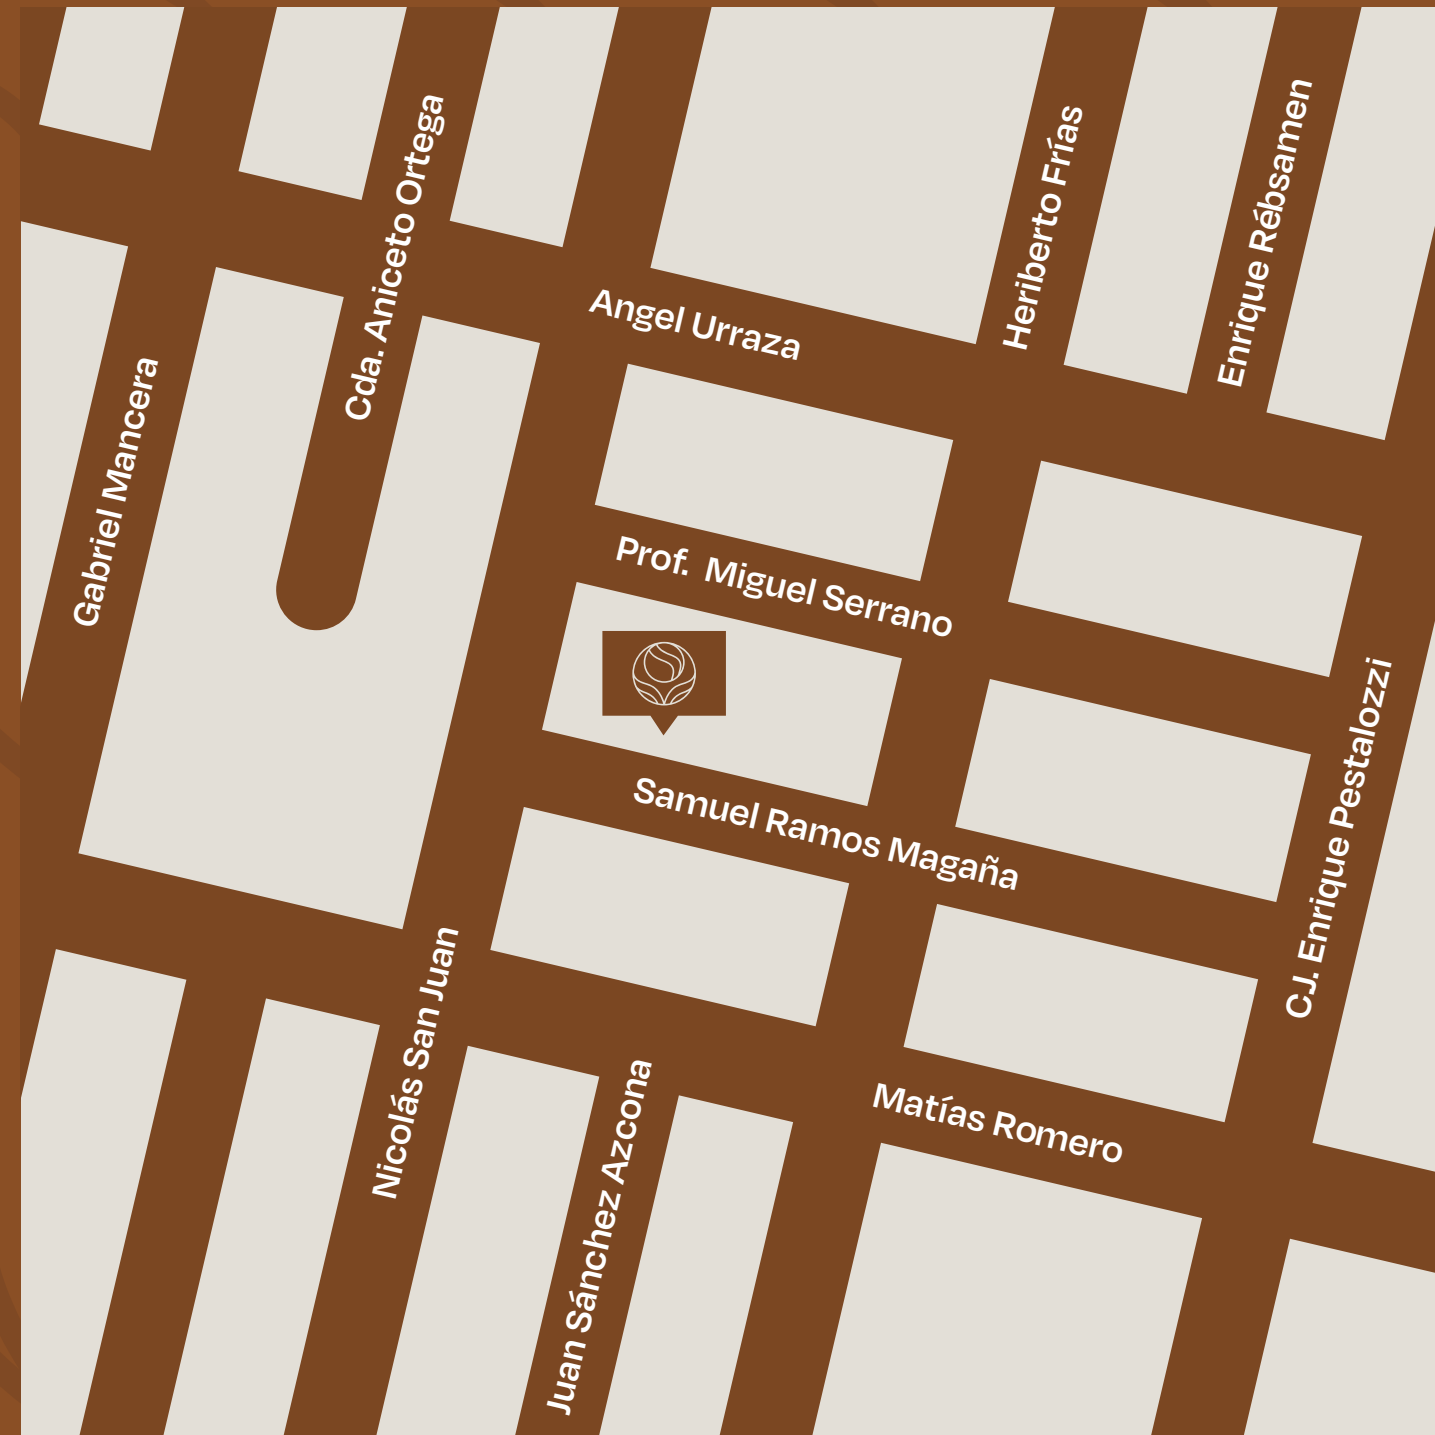 Cda. Aniceto Ortega
Heriberto Frías
Enrique Rébsamen
Angel Urraza
Gabriel Mancera
Prof. Miguel Serrano
Samuel Ramos Magaña
CJ. Enrique Pestalozzi
Nicolás San Juan
Juan Sánchez Azcona
Matías Romero